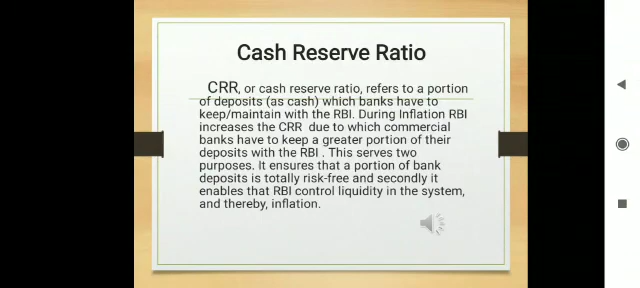 Cash Reserve Ratio
CRR, or cash reserve ratio, refers to a portion
of deposits (as cash) which banks have to
keep/maintain with the RBI. During Inflation RBI
increases the CRR due to which commercial
banks have to keep a greater portion of their
deposits with the RBI . This serves two
purposes. It ensures that a portion of bank
deposits is totally risk-free and secondly it
enables that RBI control liquidity in the system,
and thereby, inflation.